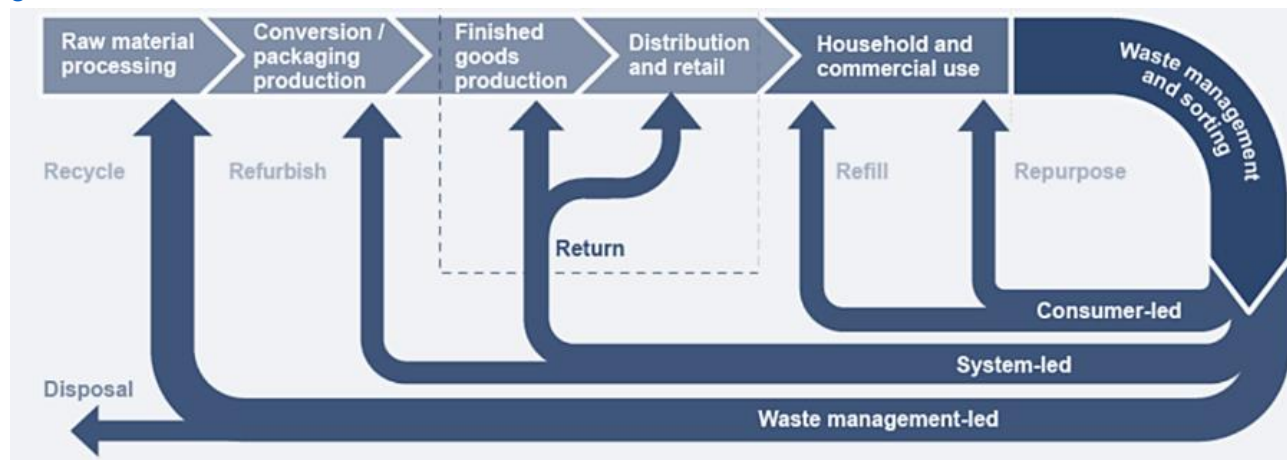 Raw material
processing
Conversion /
packaging
production
Finished
goods
production
Distribution
and retail
Household and
commercial use
Waste management
and sorting
Recycle
Refurbish
Refill
Repurpose
Return
Consumer-led
System-led
Disposal
Waste management-led